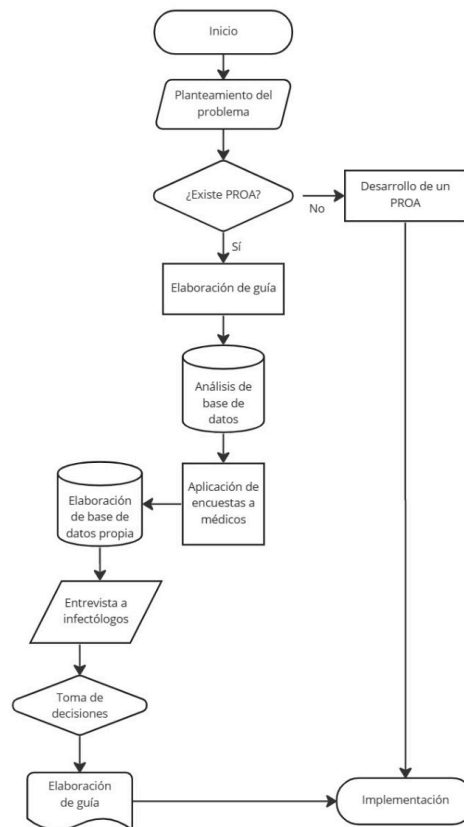 Inicio
Planteamiento del
problema
¿Existe PROA?
No
Desarrollo de un
PROA
Sí
Elaboración de guía
Análisis de
base de
datos
Aplicación de
encuestas a
médicos
Elaboración
de base de
datos propia
Entrevista a
infectólogos
Toma de
decisiones
Elaboración
de guía
Implementación